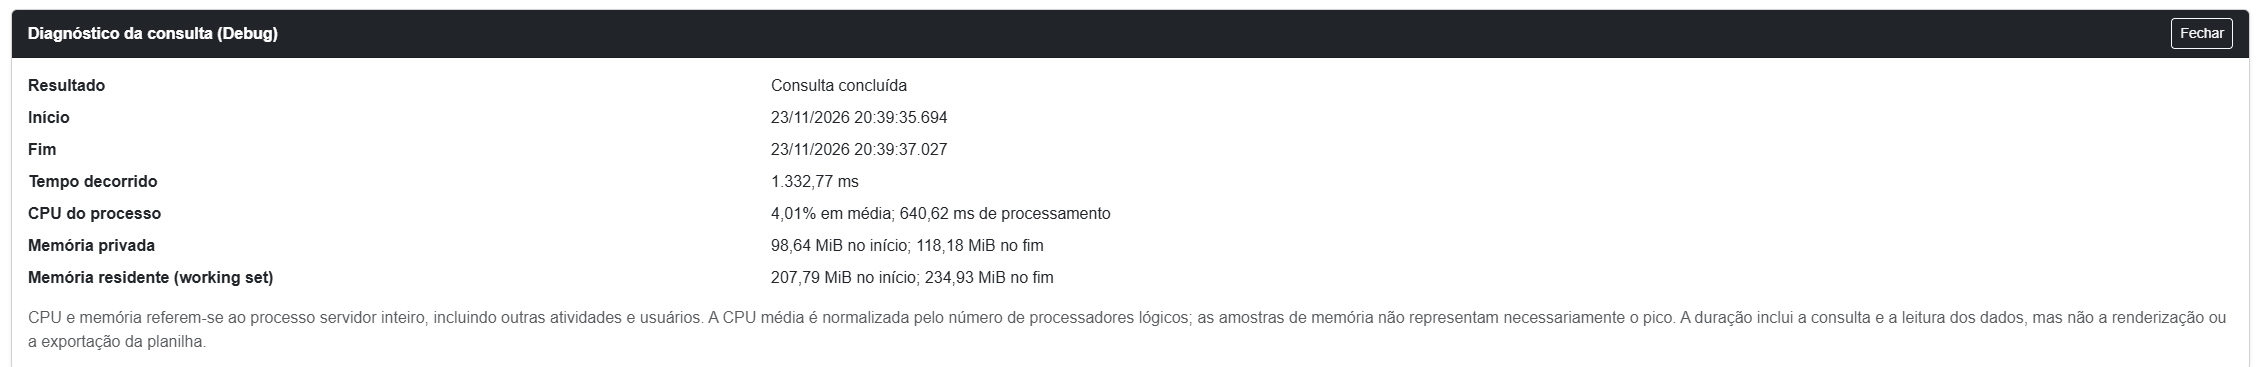 Diagnóstico da consulta (Debug) Fechar
Resultado Consulta concluída
Início 23/11/2026 20:39:35.694
Fim 23/11/2026 20:39:37.027
Tempo decorrido 1.332,77 ms
CPU do processo 4,01% em média; 640,62 ms de processamento
Memória privada 98,64 MiB no início; 118,18 MiB no fim
Memória residente (working set) 207,79 MiB no início; 234,93 MiB no fim
CPU e memória referem-se ao processo servidor inteiro, incluindo outras atividades e usuários. A CPU média é normalizada pelo número de processadores lógicos; as amostras de memória não representam necessariamente o pico. A duração inclui a consulta e a leitura dos dados, mas não a renderização ou
a exportação da planilha.